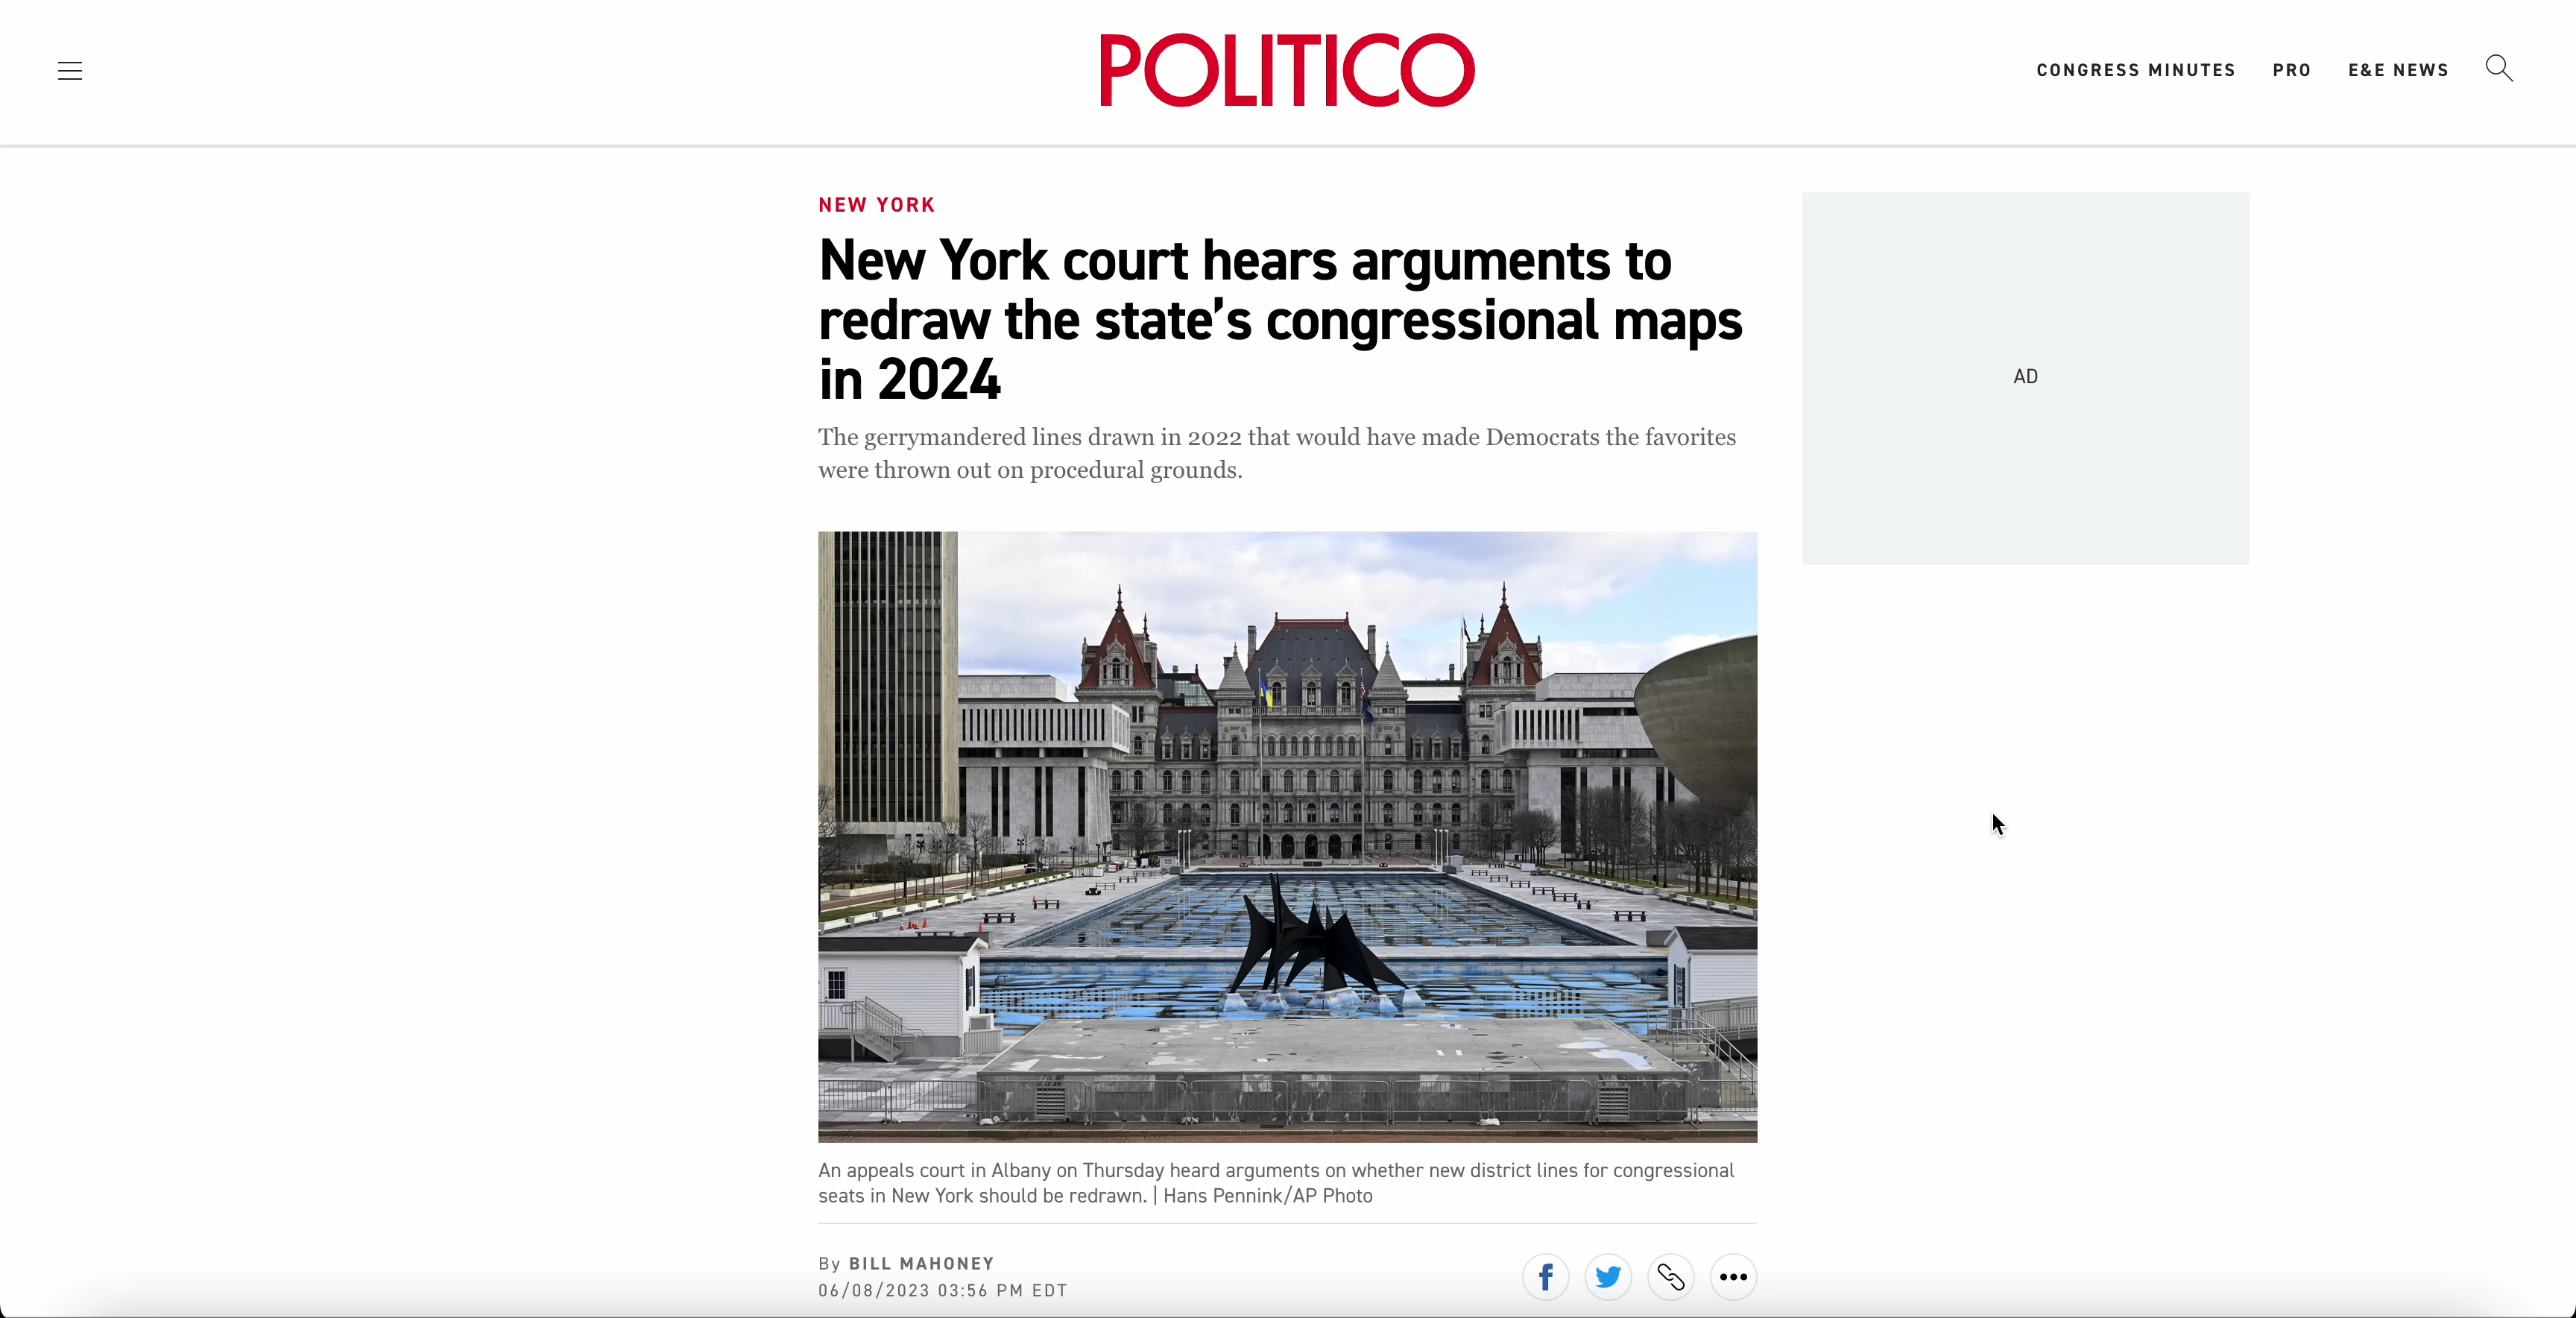 POLITICO
CONGRESS MINUTES PRO E&E NEWS
NEW YORK
New York court hears arguments to
redraw the state’s congressional maps
in 2024
The gerrymandered lines drawn in 2022 that would have made Democrats the favorites
were thrown out on procedural grounds.
AD
An appeals court in Albany on Thursday heard arguments on whether new district lines for congressional
seats in New York should be redrawn. | Hans Pennink/AP Photo
By BILL MAHONEY
06/08/2023 03:56 PM EDT